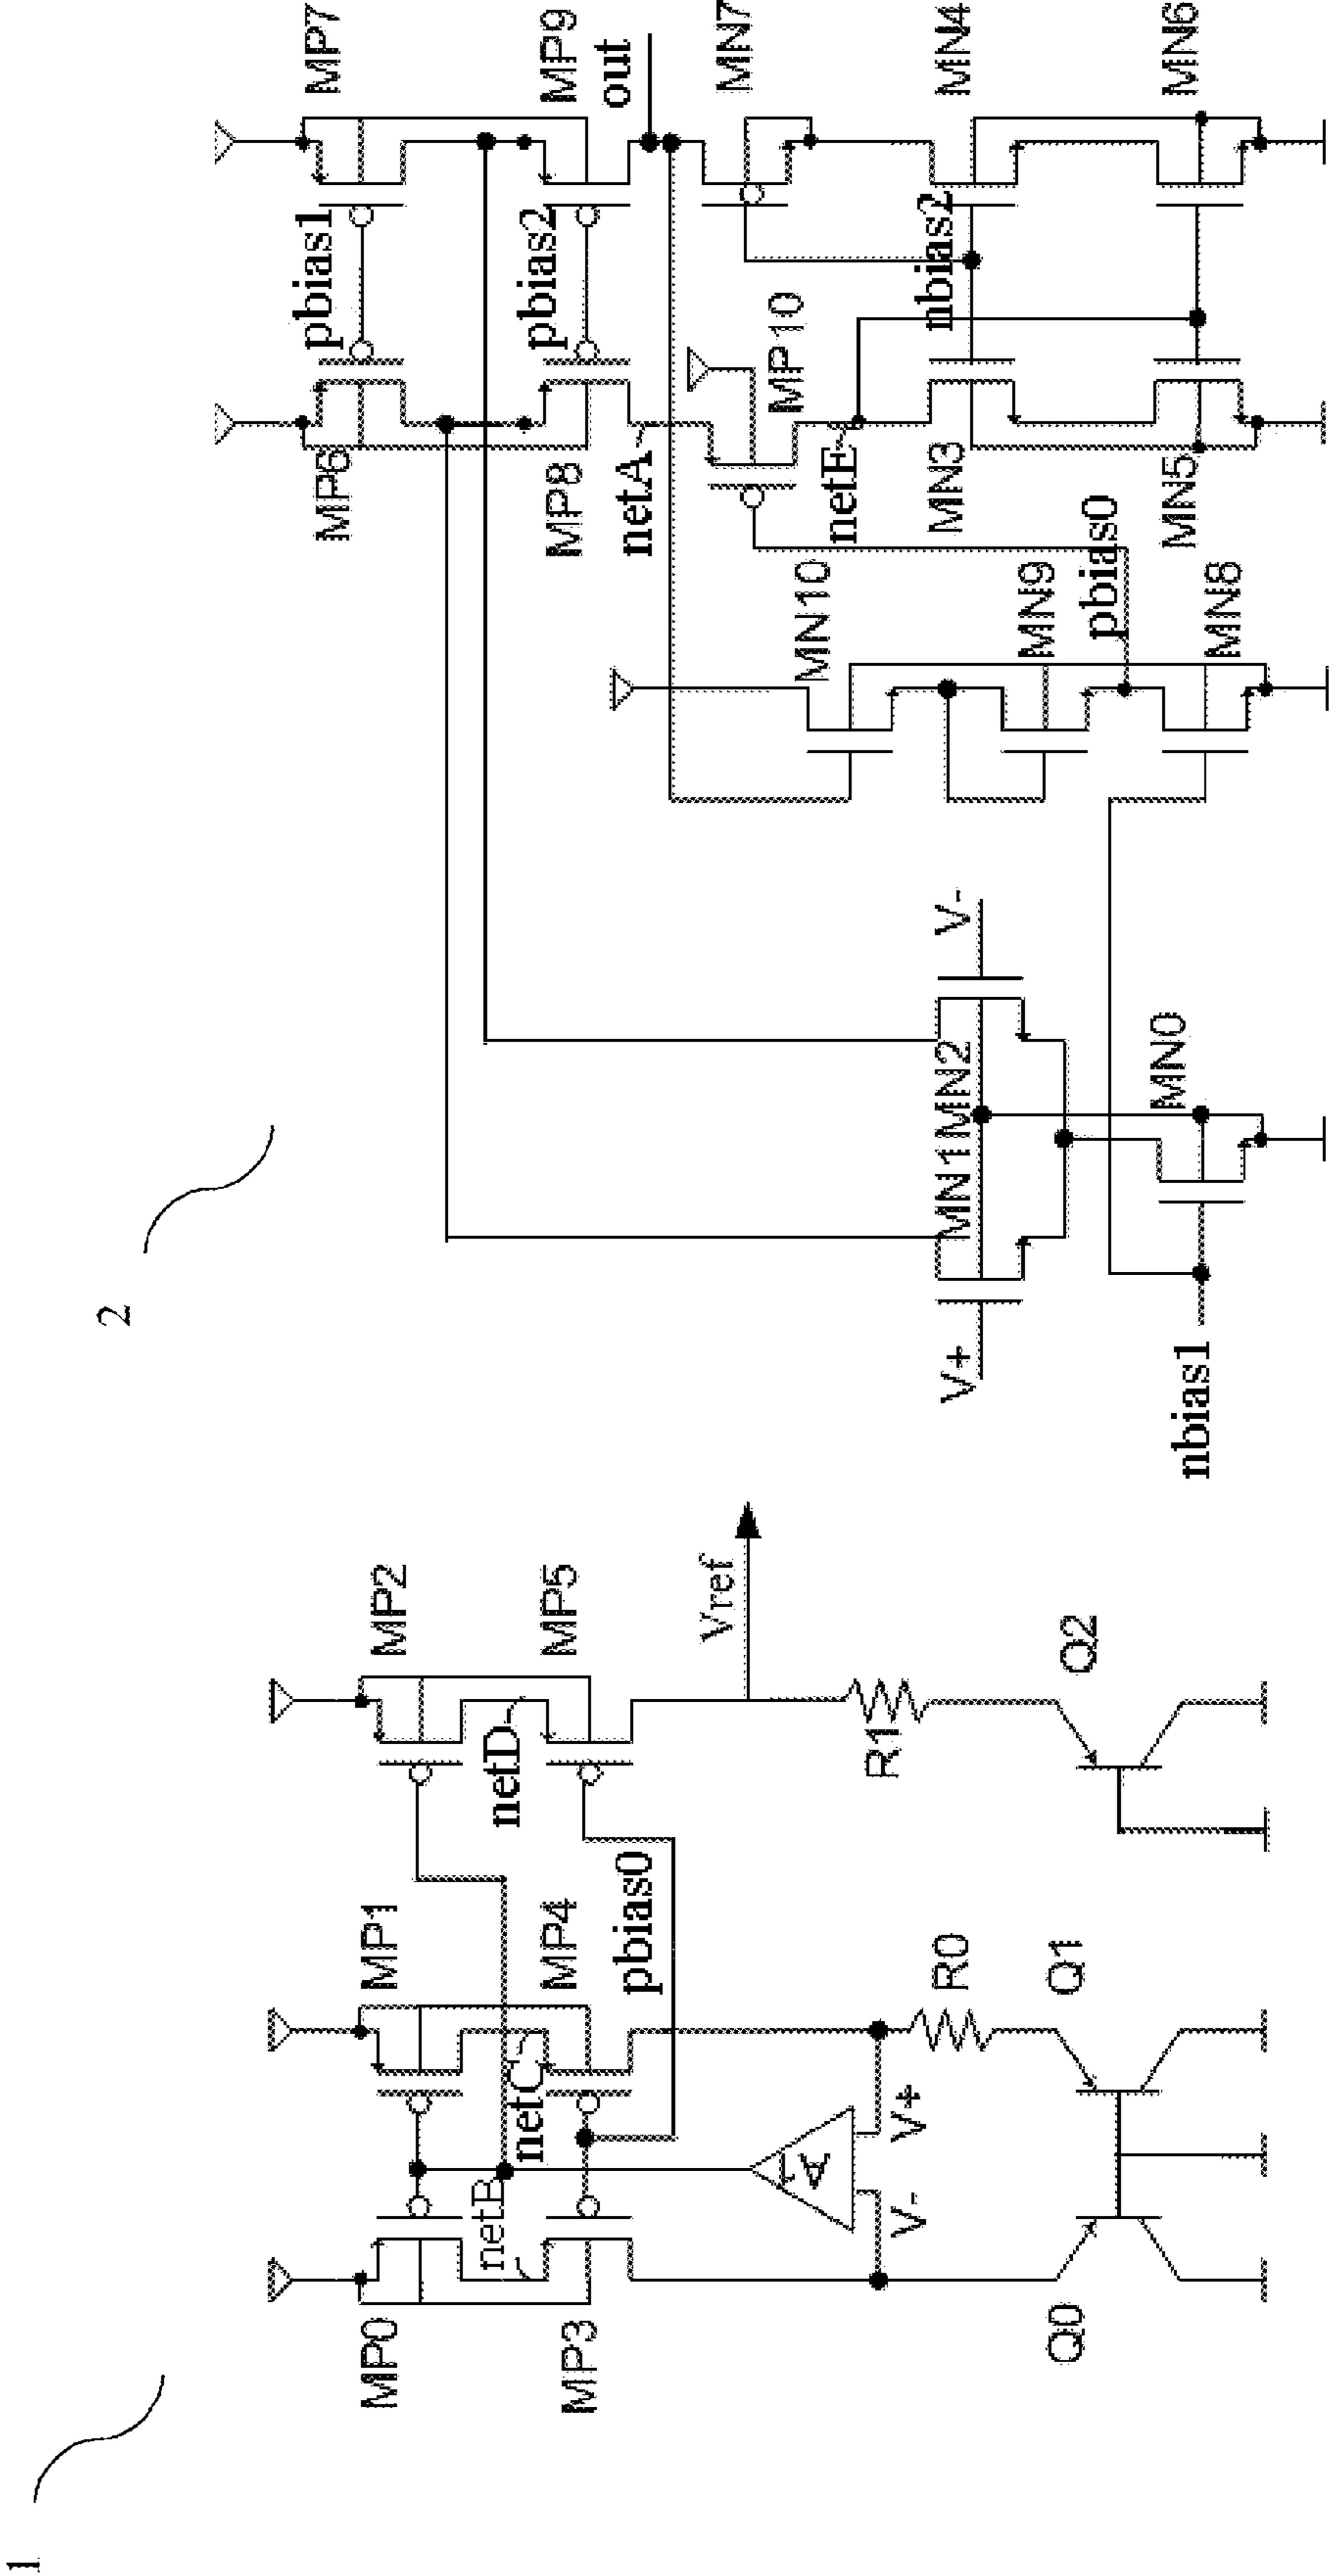 1
MP0
MP1
MP2
netB
netC
netD
MP3
MP4
MP5
pbias0
A1
V-
V+
Vref
R0
R1
Q0
Q1
Q2
2
MP6
pbias1
MP7
MP8
pbias2
MP9
netA
out
MP10
MN7
netE
MN10
MN3
nbias2
MN4
MN9
pbias0
MN5
MN6
MN8
V+
MN1
MN2
V-
MN0
nbias1